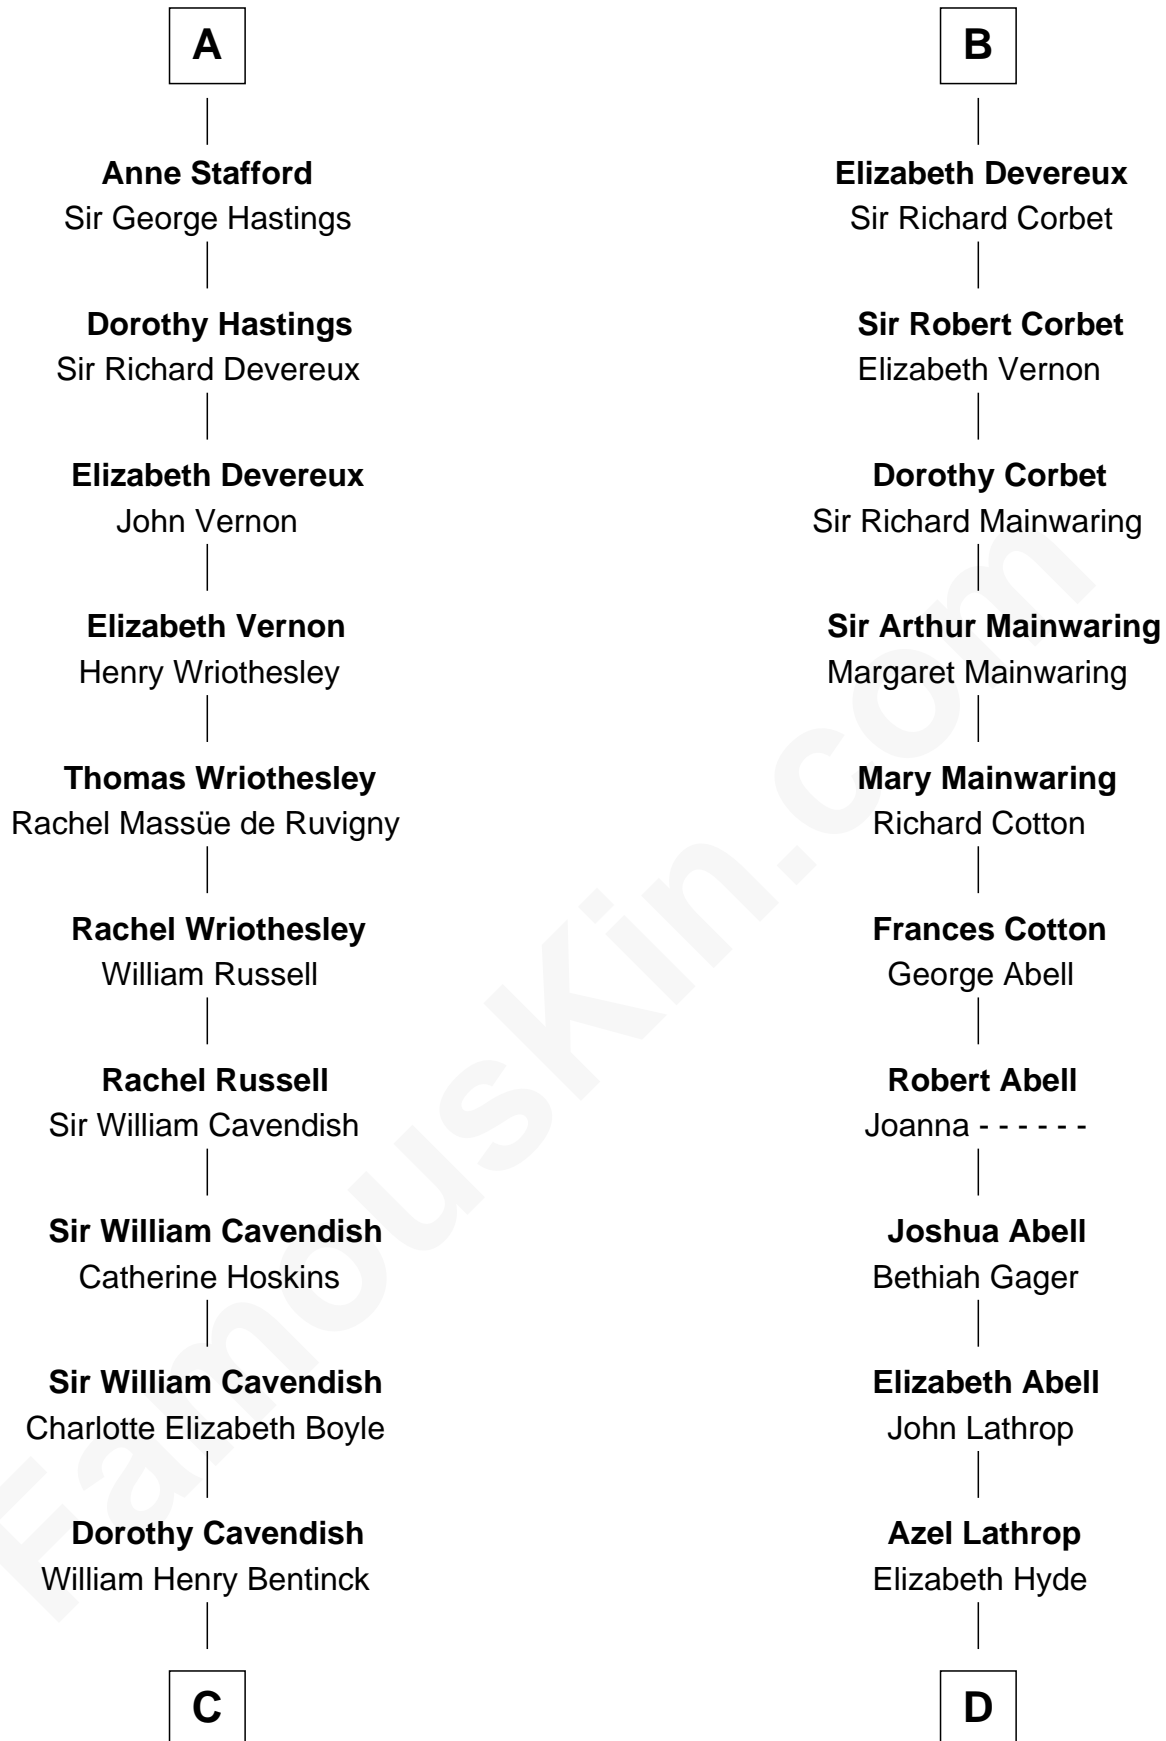 A
Anne Stafford
Sir George Hastings
Dorothy Hastings
Sir Richard Devereux
Elizabeth Devereux
John Vernon
Elizabeth Vernon
Henry Wriothesley
Thomas Wriothesley
Rachel Massüe de Ruvigny
Rachel Wriothesley
William Russell
Rachel Russell
Sir William Cavendish
Sir William Cavendish
Catherine Hoskins
Sir William Cavendish
Charlotte Elizabeth Boyle
Dorothy Cavendish
William Henry Bentinck
C
B
Elizabeth Devereux
Sir Richard Corbet
Sir Robert Corbet
Elizabeth Vernon
Dorothy Corbet
Sir Richard Mainwaring
Sir Arthur Mainwaring
Margaret Mainwaring
Mary Mainwaring
Richard Cotton
Frances Cotton
George Abell
Robert Abell
Joanna - - - - - -
Joshua Abell
Bethiah Gager
Elizabeth Abell
John Lathrop
Azel Lathrop
Elizabeth Hyde
D
FamousKin.com